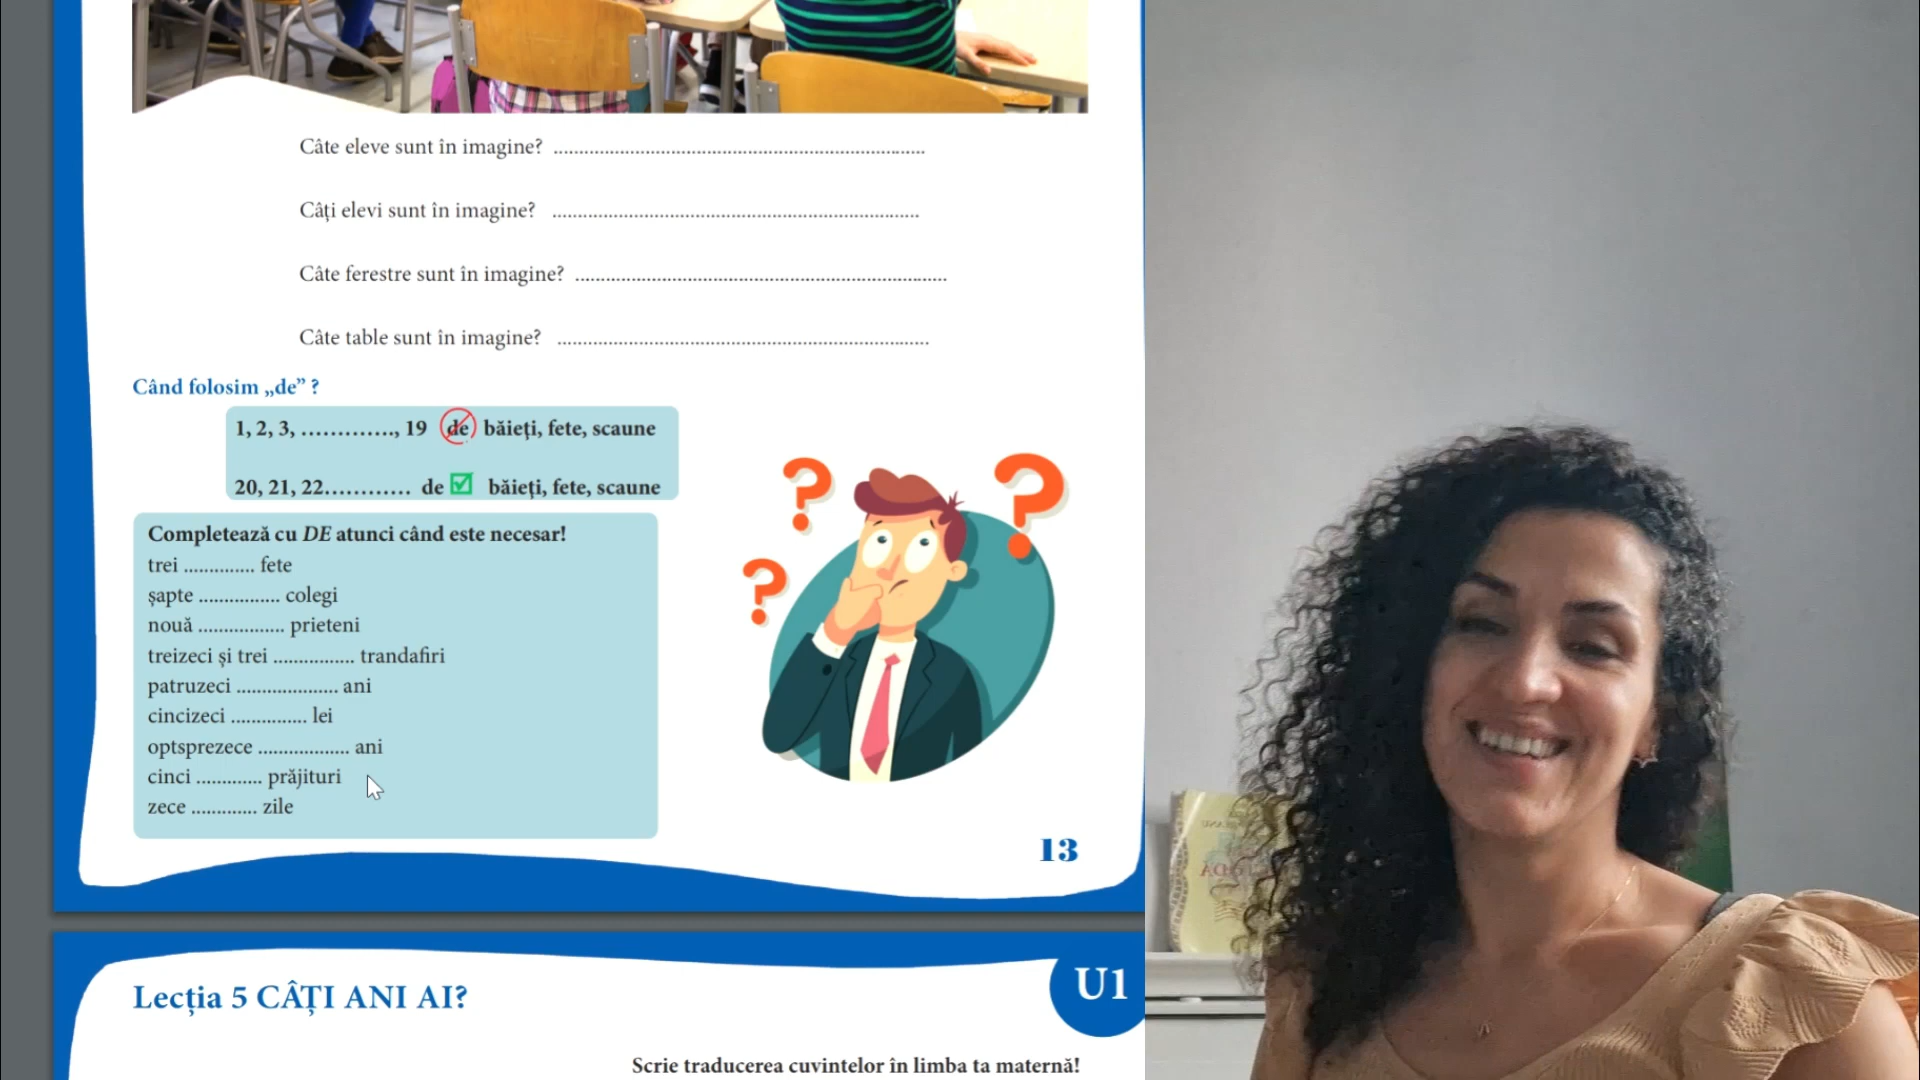 Câte eleve sunt în imagine? ........................................................................
Câți elevi sunt în imagine? .......................................................................
Câte ferestre sunt în imagine? ........................................................................
Câte table sunt în imagine? ........................................................................
Când folosim „de” ?
1, 2, 3, …………., 19 de băieți, fete, scaune
20, 21, 22………… de băieți, fete, scaune
Completează cu DE atunci când este necesar!
trei .............. fete
șapte ................ colegi
nouă ................. prieteni
treizeci și trei ................ trandafiri
patruzeci .................... ani
cincizeci ............... lei
optsprezece .................. ani
cinci ............. prăjituri
zece ............. zile
? ? ?
13
Lecția 5 CÂȚI ANI AI?
U1
Scrie traducerea cuvintelor în limba ta maternă!